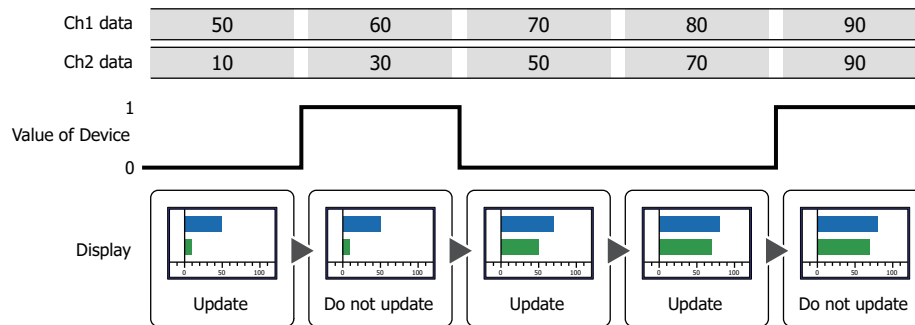 Ch1 data 50 60 70 80 90
Ch2 data 10 30 50 70 90
1
Value of Device
0
Display
0 50 100 0 50 100 0 50 100 0 50 100 0 50 100
Update Do not update Update Update Do not update